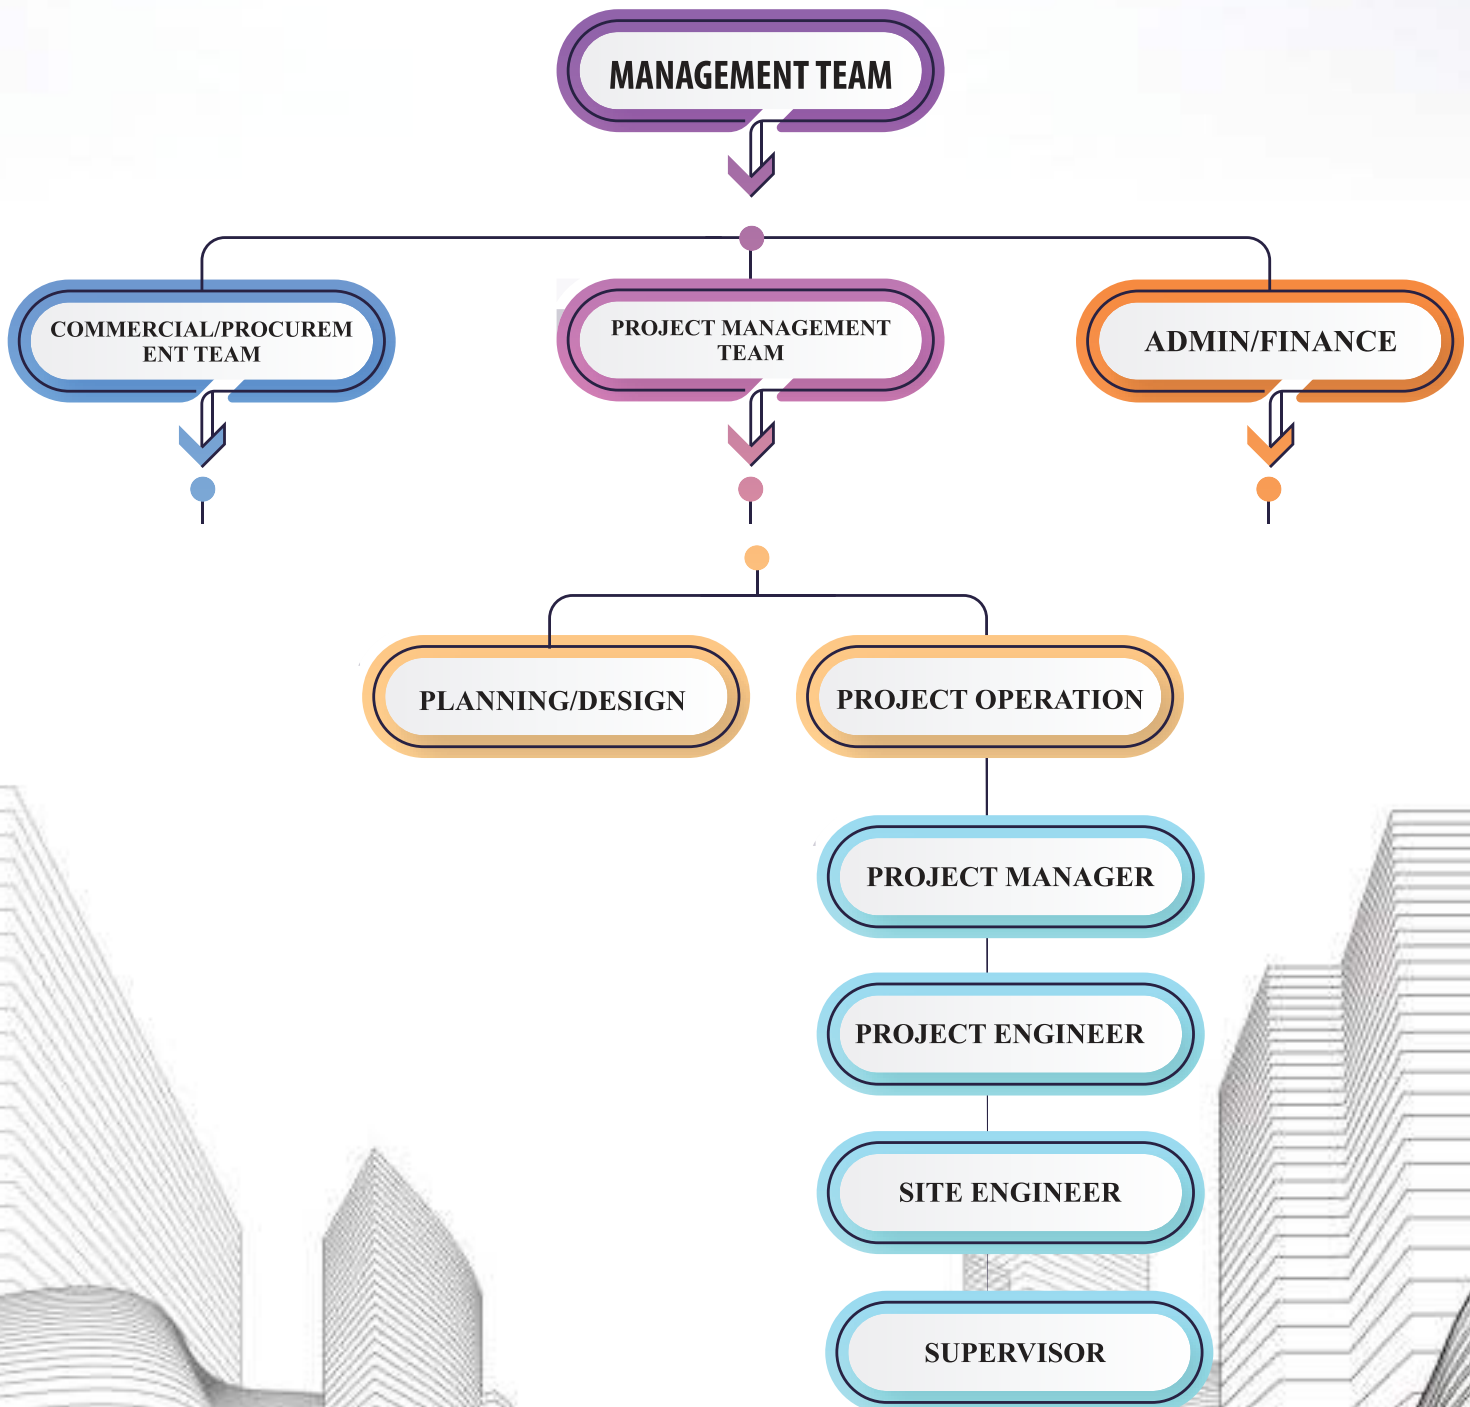 MANAGEMENT TEAM
COMMERCIAL/PROCUREM
ENT TEAM
PROJECT MANAGEMENT
TEAM
ADMIN/FINANCE
PLANNING/DESIGN
PROJECT OPERATION
PROJECT MANAGER
PROJECT ENGINEER
SITE ENGINEER
SUPERVISOR